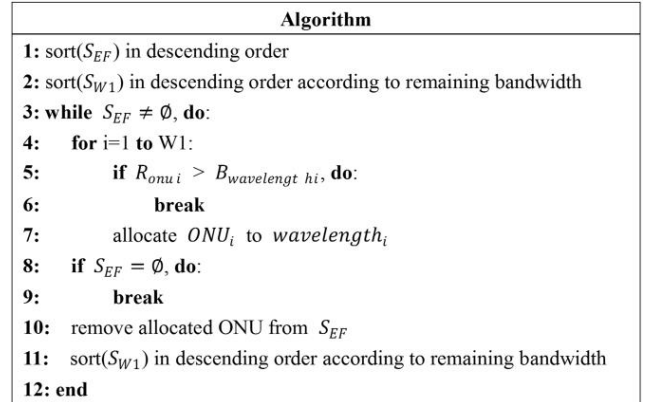 Algorithm
1: sort(S_EF) in descending order
2: sort(S_W1) in descending order according to remaining bandwidth
3: while S_EF ≠ ∅, do:
4: for i=1 to W1:
5: if R_onu i > B_wavelengt hi, do:
6: break
7: allocate ONU_i to wavelength_i
8: if S_EF = ∅, do:
9: break
10: remove allocated ONU from S_EF
11: sort(S_W1) in descending order according to remaining bandwidth
12: end